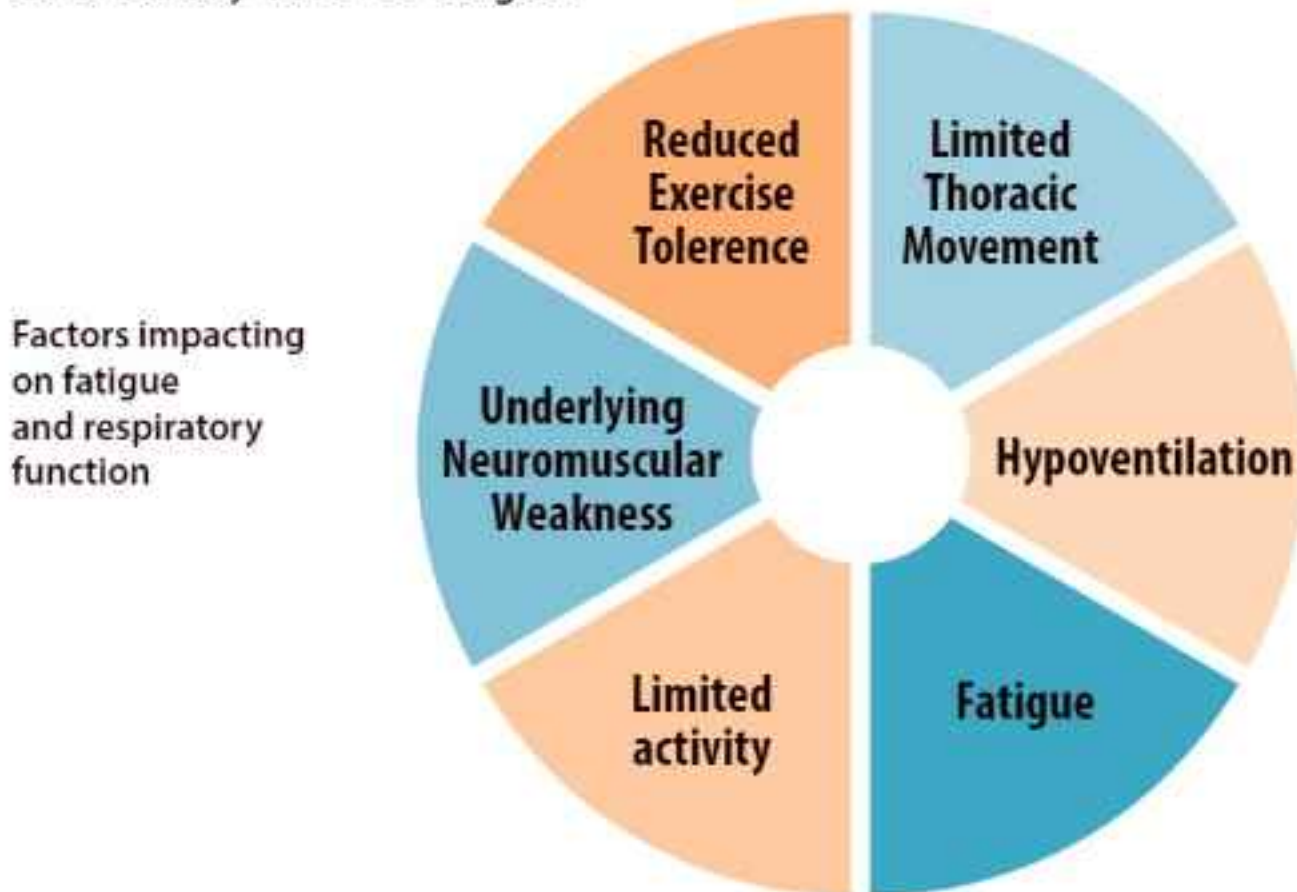 Factors impacting
on fatigue
and respiratory
function
Reduced
Exercise
Tolerence
Limited
Thoracic
Movement
Underlying
Neuromuscular
Weakness
Hypoventilation
Limited
activity
Fatigue